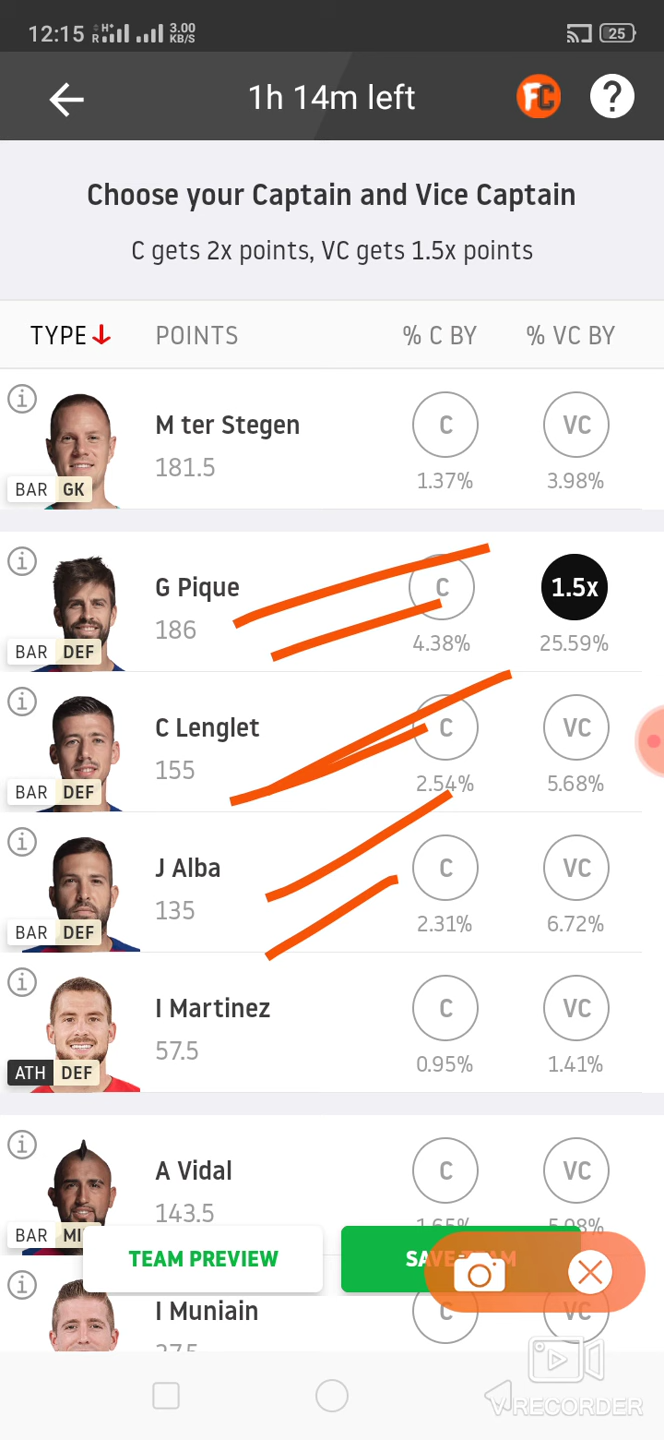 12:15 R H+ 3.00 KB/S 25
1h 14m left FC ?
Choose your Captain and Vice Captain
C gets 2x points, VC gets 1.5x points
TYPE POINTS % C BY % VC BY
M ter Stegen C VC
181.5 1.37% 3.98%
BAR GK
G Pique C 1.5x
186 4.38% 25.59%
BAR DEF
C Lenglet C VC
155 2.54% 5.68%
BAR DEF
J Alba C VC
135 2.31% 6.72%
BAR DEF
I Martinez C VC
57.5 0.95% 1.41%
ATH DEF
A Vidal C VC
143.5
BAR
TEAM PREVIEW SAVE TEAM
I Muniain C VC
VRECORDER